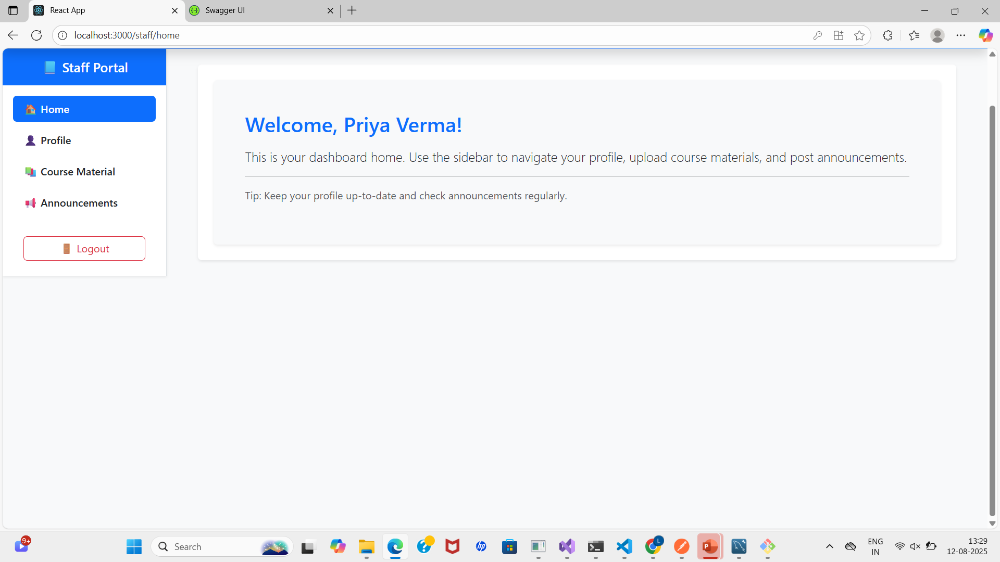 React App
Swagger UI
localhost:3000/staff/home
Staff Portal
Home
Profile
Course Material
Announcements
Logout
Welcome, Priya Verma!
This is your dashboard home. Use the sidebar to navigate your profile, upload course materials, and post announcements.
Tip: Keep your profile up-to-date and check announcements regularly.
9+
Search
hp
L
P
ENG
IN
13:29
12-08-2025